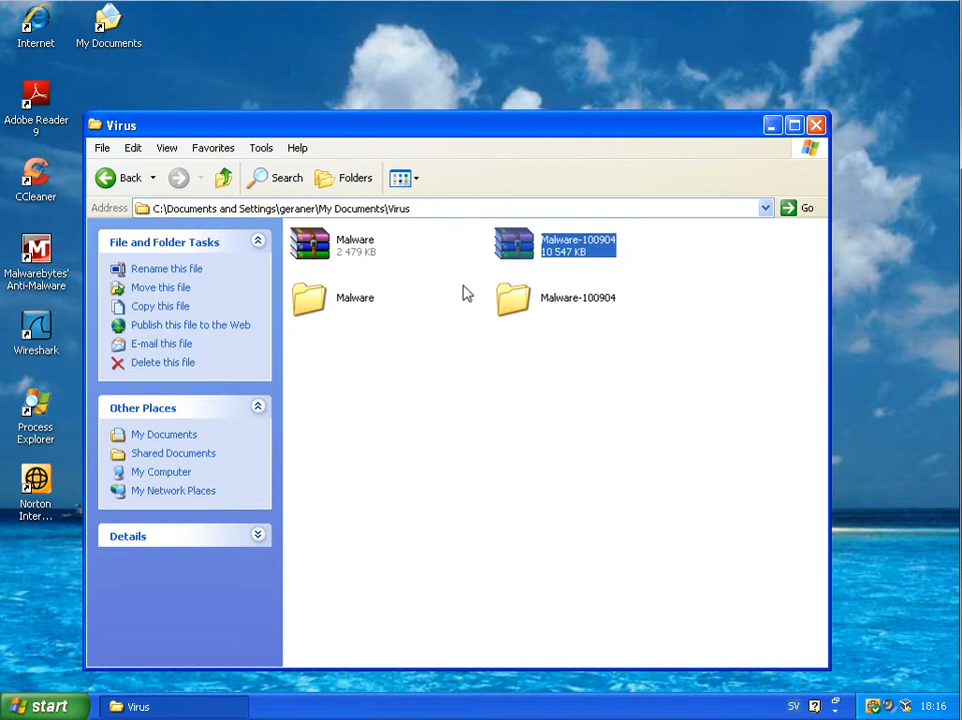 Internet
My Documents
Adobe Reader
9
CCleaner
Malwarebytes'
Anti-Malware
Wireshark
Process
Explorer
Norton
Inter...
Virus
File Edit View Favorites Tools Help
Back Search Folders
Address C:\Documents and Settings\geraner\My Documents\Virus Go
File and Folder Tasks
Rename this file
Move this file
Copy this file
Publish this file to the Web
E-mail this file
Delete this file
Other Places
My Documents
Shared Documents
My Computer
My Network Places
Details
Malware
2 479 KB
Malware-100904
10 547 KB
Malware
Malware-100904
start Virus SV 18:16